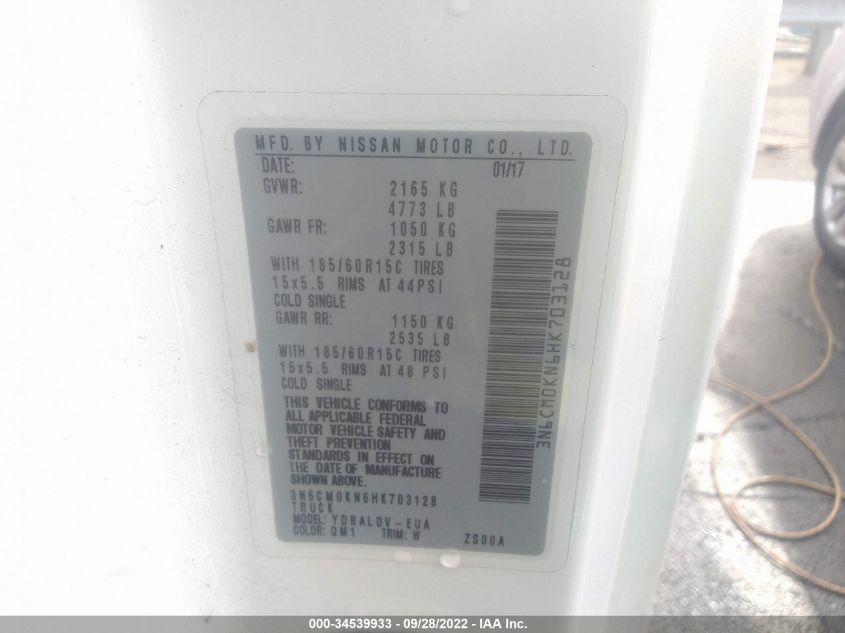 MFD. BY NISSAN MOTOR CO., LTD.
DATE: 01/17
GVWR: 2165 KG
4773 LB
GAWR FR: 1050 KG
2315 LB
WITH 185/60R15C TIRES
15x5.5 RIMS AT 44PSI
COLD SINGLE
GAWR RR: 1150 KG
2535 LB
WITH 185/60R15C TIRES
15x5.5 RIMS AT 48 PSI
COLD SINGLE
THIS VEHICLE CONFORMS TO
ALL APPLICABLE FEDERAL
MOTOR VEHICLE SAFETY AND
THEFT PREVENTION
STANDARDS IN EFFECT ON
THE DATE OF MANUFACTURE
SHOWN ABOVE.
3N6CM0KN6HK703128
TRUCK
MODEL: YDRALDV-EUA
COLOR: QM1 TRIM: W ZS00A
3N6CM0KN6HK703128
000-34539933 / 09/28/2022 - IAA Inc.